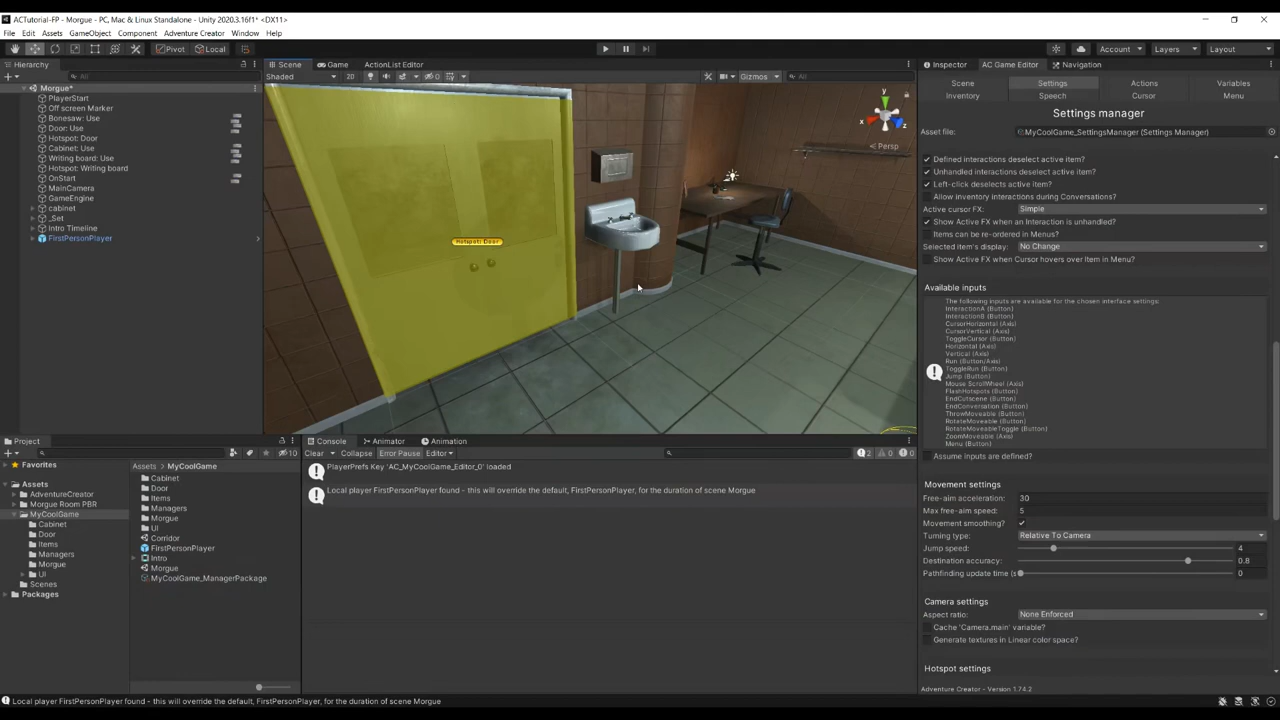 ACTutorial-FP - Morgue - PC, Mac & Linux Standalone - Unity 2020.3.16f1* <DX11>
File Edit Assets GameObject Component Adventure Creator Window Help
Pivot Local Account Layers Layout
Hierarchy
All
Morgue*
PlayerStart
Off screen Marker
Bonesaw: Use
Door: Use
Hotspot: Door
Cabinet: Use
Writing board: Use
Hotspot: Writing board
OnStart
MainCamera
GameEngine
cabinet
_Set
Intro Timeline
FirstPersonPlayer
Scene Game ActionList Editor
Shaded 2D Gizmos All
y
x
z
Persp
Hotspot: Door
Project
Favorites
Assets
AdventureCreator
Morgue Room PBR
MyCoolGame
Cabinet
Door
Items
Managers
Morgue
UI
Scenes
Packages
10
Assets > MyCoolGame
Cabinet
Door
Items
Managers
Morgue
UI
Corridor
FirstPersonPlayer
Intro
Morgue
MyCoolGame_ManagerPackage
Console Animator Animation
Clear Collapse Error Pause Editor 2 0 0
PlayerPrefs Key 'AC_MyCoolGame_Editor_0' loaded
Local player FirstPersonPlayer found - this will override the default, FirstPersonPlayer, for the duration of scene Morgue
Inspector AC Game Editor Navigation
Scene Settings Actions Variables
Inventory Speech Cursor Menu
Settings manager
Asset file: MyCoolGame_SettingsManager (Settings Manager)
Defined interactions deselect active item?
Unhandled interactions deselect active item?
Left-click deselects active item?
Allow inventory interactions during Conversations?
Active cursor FX: Simple
Show Active FX when an Interaction is unhandled?
Items can be re-ordered in Menus?
Selected item's display: No Change
Show Active FX when Cursor hovers over Item in Menu?
Available inputs
The following inputs are available for the chosen interface settings:
InteractionA (Button)
InteractionB (Button)
CursorHorizontal (Axis)
CursorVertical (Axis)
ToggleCursor (Button)
Horizontal (Axis)
Vertical (Axis)
Run (Button/Axis)
ToggleRun (Button)
Jump (Button)
Mouse ScrollWheel (Axis)
FlashHotspots (Button)
EndCutscene (Button)
EndConversation (Button)
ThrowMoveable (Button)
RotateMoveable (Button)
RotateMoveableToggle (Button)
ZoomMoveable (Axis)
Menu (Button)
Assume inputs are defined?
Movement settings
Free-aim acceleration: 30
Max free-aim speed: 5
Movement smoothing?
Turning type: Relative To Camera
Jump speed: 4
Destination accuracy: 0.8
Pathfinding update time (s 0
Camera settings
Aspect ratio: None Enforced
Cache 'Camera.main' variable?
Generate textures in Linear color space?
Hotspot settings
Adventure Creator - Version 1.74.2
Local player FirstPersonPlayer found - this will override the default, FirstPersonPlayer, for the duration of scene Morgue